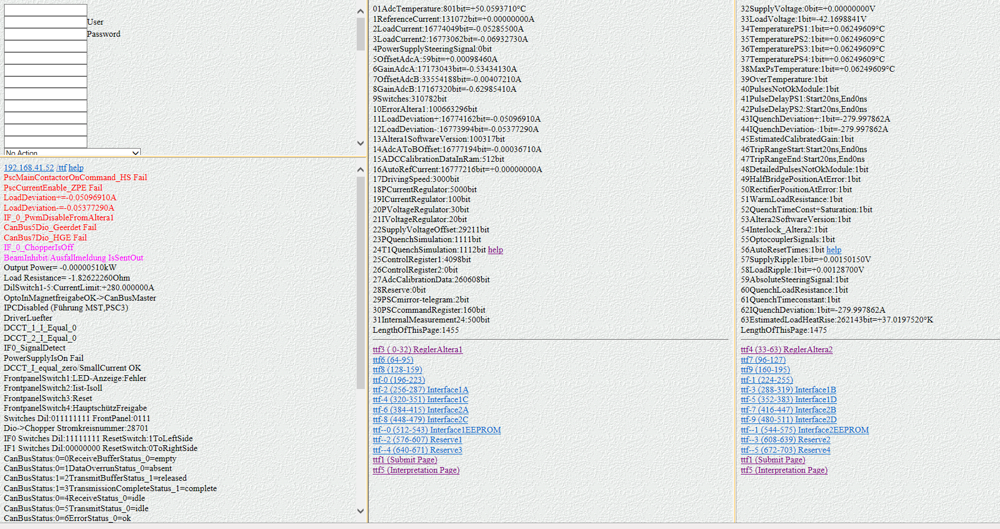 User
Password
No Action
192.168.41.52 /ttf help
PscMainContactorOnCommand_HS Fail
PscCurrentEnable_ZPE Fail
LoadDeviation+=-0.05096910A
LoadDeviation-=-0.05377290A
IF_0_PwmDisableFromAltera1
CanBus5Dio_Geerdet Fail
CanBus7Dio_HGE Fail
IF_0_ChopperIsOff
BeamInhibit/Ausfallmeldung IsSentOut
Output Power= -0.00000510kW
Load Resistance= -1.82622260Ohm
DilSwitch1-5:CurrentLimit:+280.000000A
OptoInMagnetfreigabeOK->CanBusMaster
IPCDisabled (Führung MST,PSC3)
DriverLuefter
DCCT_1_I_Equal_0
DCCT_2_I_Equal_0
IF0_SignalDetect
PowerSupplyIsOn Fail
DCCT_I_equal_zero/SmallCurrent OK
FrontpanelSwitch1:LED-Anzeige:Fehler
FrontpanelSwitch2:Iist-Isoll
FrontpanelSwitch3:Reset
FrontpanelSwitch4:HauptschützFreigabe
Switches Dil:011111111 FrontPanel:0111
Dio->Chopper Stromkreisnummer:28701
IF0 Switches Dil:11111111 ResetSwitch:1ToLeftSide
IF1 Switches Dil:00000000 ResetSwitch:0ToRightSide
CanBusStatus:0=0ReceiveBufferStatus_0=empty
CanBusStatus:0=1DataOverrunStatus_0=absent
CanBusStatus:1=2TransmitBufferStatus_1=released
CanBusStatus:1=3TransmissionCompleteStatus_1=complete
CanBusStatus:0=4ReceiveStatus_0=idle
CanBusStatus:0=5TransmitStatus_0=idle
CanBusStatus:0=6ErrorStatus_0=ok
01AdcTemperature:801bit=+50.0593710°C
1ReferenceCurrent:131072bit=+0.00000000A
2LoadCurrent:16774049bit=-0.05285500A
3LoadCurrent2:16773062bit=-0.06932730A
4PowerSupplySteeringSignal:0bit
5OffsetAdcA:59bit=+0.00098460A
6GainAdcA:17173043bit=-0.53434130A
7OffsetAdcB:33554188bit=-0.00407210A
8GainAdcB:17167320bit=-0.62985410A
9Switches:310782bit
10ErrorAltera1:100663296bit
11LoadDeviation+:16774162bit=-0.05096910A
12LoadDeviation-:16773994bit=-0.05377290A
13Altera1SoftwareVersion:100317bit
14AdcAToBOffset:16777194bit=-0.00036710A
15ADCCalibrationDataInRam:512bit
16AutoRefCurrent:16777216bit=+0.00000000A
17DrivingSpeed:3000bit
18PCurrentRegulator:5000bit
19ICurrentRegulator:100bit
20PVoltageRegulator:30bit
21IVoltageRegulator:20bit
22SupplyVoltageOffset:29211bit
23PQuenchSimulation:1111bit
24T1QuenchSimulation:1112bit help
25ControlRegister1:4098bit
26ControlRegister2:0bit
27AdcCalibrationData:260608bit
28Reserve:0bit
29PSCmirror-telegram:2bit
30PSCcommandRegister:160bit
31InternalMeasurement24:500bit
LengthOfThisPage:1455
ttf3 ( 0-32) ReglerAltera1
ttf6 (64-95)
ttf8 (128-159)
ttf-0 (196-223)
ttf-2 (256-287) Interface1A
ttf-4 (320-351) Interface1C
ttf-6 (384-415) Interface2A
ttf-8 (448-479) Interface2C
ttf--0 (512-543) Interface1EEPROM
ttf--2 (576-607) Reserve1
ttf--4 (640-671) Reserve3
ttf1 (Submit Page)
ttf5 (Interpretation Page)
32SupplyVoltage:0bit=+0.00000000V
33LoadVoltage:1bit=-42.1698841V
34TemperaturePS1:1bit=+0.06249609°C
35TemperaturePS2:1bit=+0.06249609°C
36TemperaturePS3:1bit=+0.06249609°C
37TemperaturePS4:1bit=+0.06249609°C
38MaxPsTemperature:1bit=+0.06249609°C
39OverTemperature:1bit
40PulsesNotOkModule:1bit
41PulseDelayPS1:Start20ns,End0ns
42PulseDelayPS2:Start20ns,End0ns
43IQuenchDeviation+:1bit=-279.997862A
44IQuenchDeviation-:1bit=-279.997862A
45EstimatedCalibratedGain:1bit
46TripRangeStart:Start20ns,End0ns
47TripRangeEnd:Start20ns,End0ns
48DetailedPulsesNotOkModule:1bit
49HalfBridgePositionAtError:1bit
50RectifierPositionAtError:1bit
51WarmLoadResistance:1bit
52QuenchTimeConst+Saturation:1bit
53Altera2SoftwareVersion:1bit
54Interlock_Altera2:1bit
55OptocouplerSignals:1bit
56AutoResetTimes:1bit help
57SupplyRipple:1bit=+0.00150150V
58LoadRipple:1bit=+0.00128700V
59AbsoluteSteeringSignal:1bit
60QuenchLoadResistance:1bit
61QuenchTimeconstant:1bit
62IQuenchDeviation:1bit=-279.997862A
63EstimatedLoadHeatRise:262143bit=+37.0197520°K
LengthOfThisPage:1475
ttf4 (33-63) ReglerAltera2
ttf7 (96-127)
ttf9 (160-195)
ttf-1 (224-255)
ttf-3 (288-319) Interface1B
ttf-5 (352-383) Interface1D
ttf-7 (416-447) Interface2B
ttf-9 (480-511) Interface2D
ttf--1 (544-575) Interface2EEPROM
ttf--3 (608-639) Reserve2
ttf--5 (672-703) Reserve4
ttf1 (Submit Page)
ttf5 (Interpretation Page)